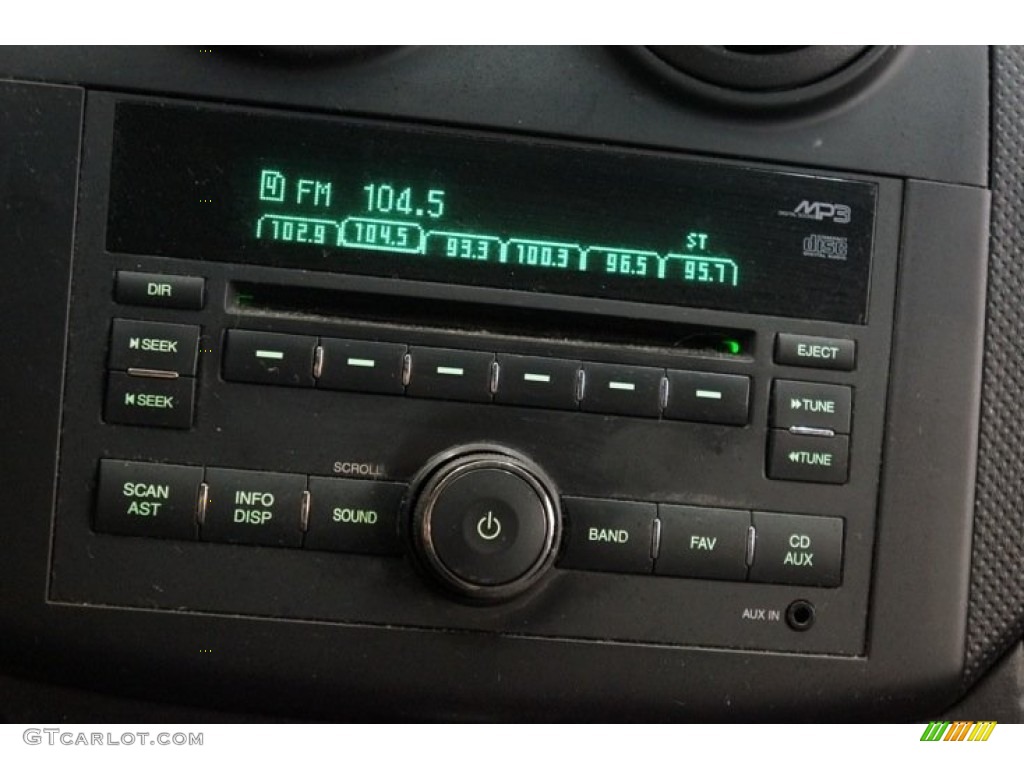 4 FM 104.5
MP3
ST
102.9 104.5 93.3 100.3 96.5 95.7
disc
DIR
SEEK
EJECT
SEEK
TUNE
TUNE
SCROLL
SCAN AST
INFO DISP
SOUND
BAND
FAV
CD AUX
AUX IN
GTCARLOT.COM